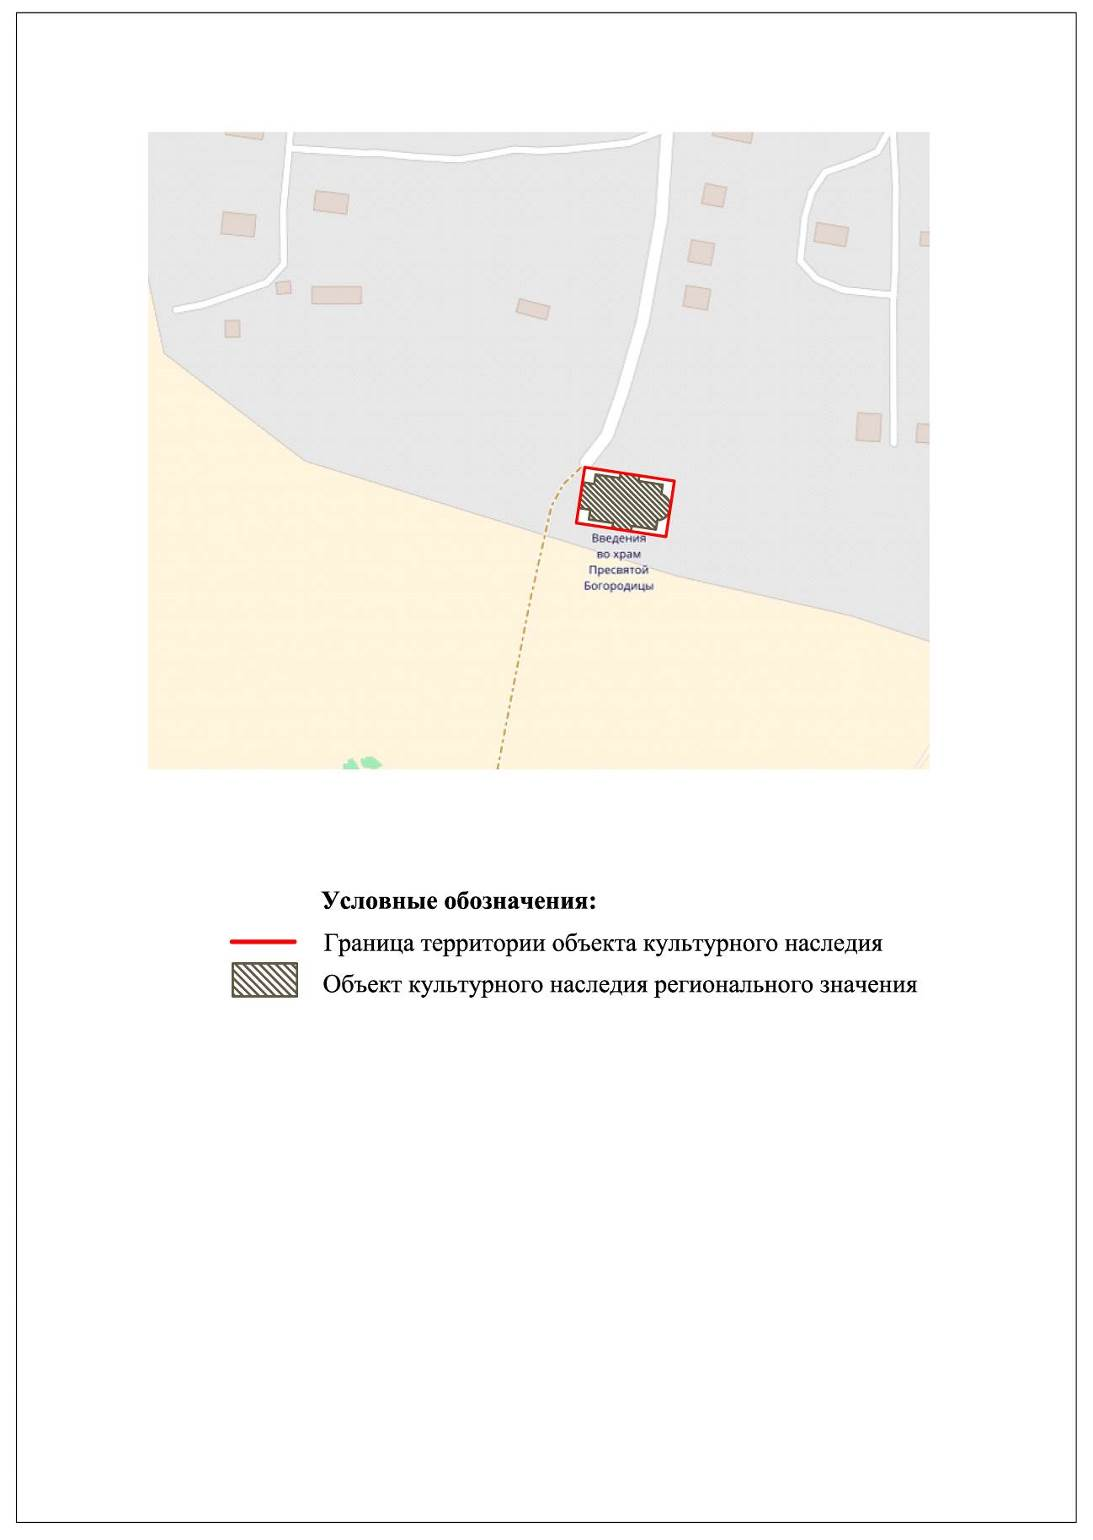 Введения
во храм
Пресвятой
Богородицы
Условные обозначения:
Граница территории объекта культурного наследия
Объект культурного наследия регионального значения